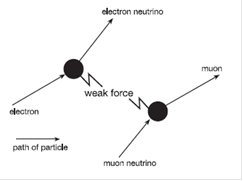 electron neutrino
muon
weak force
electron
path of particle
muon neutrino